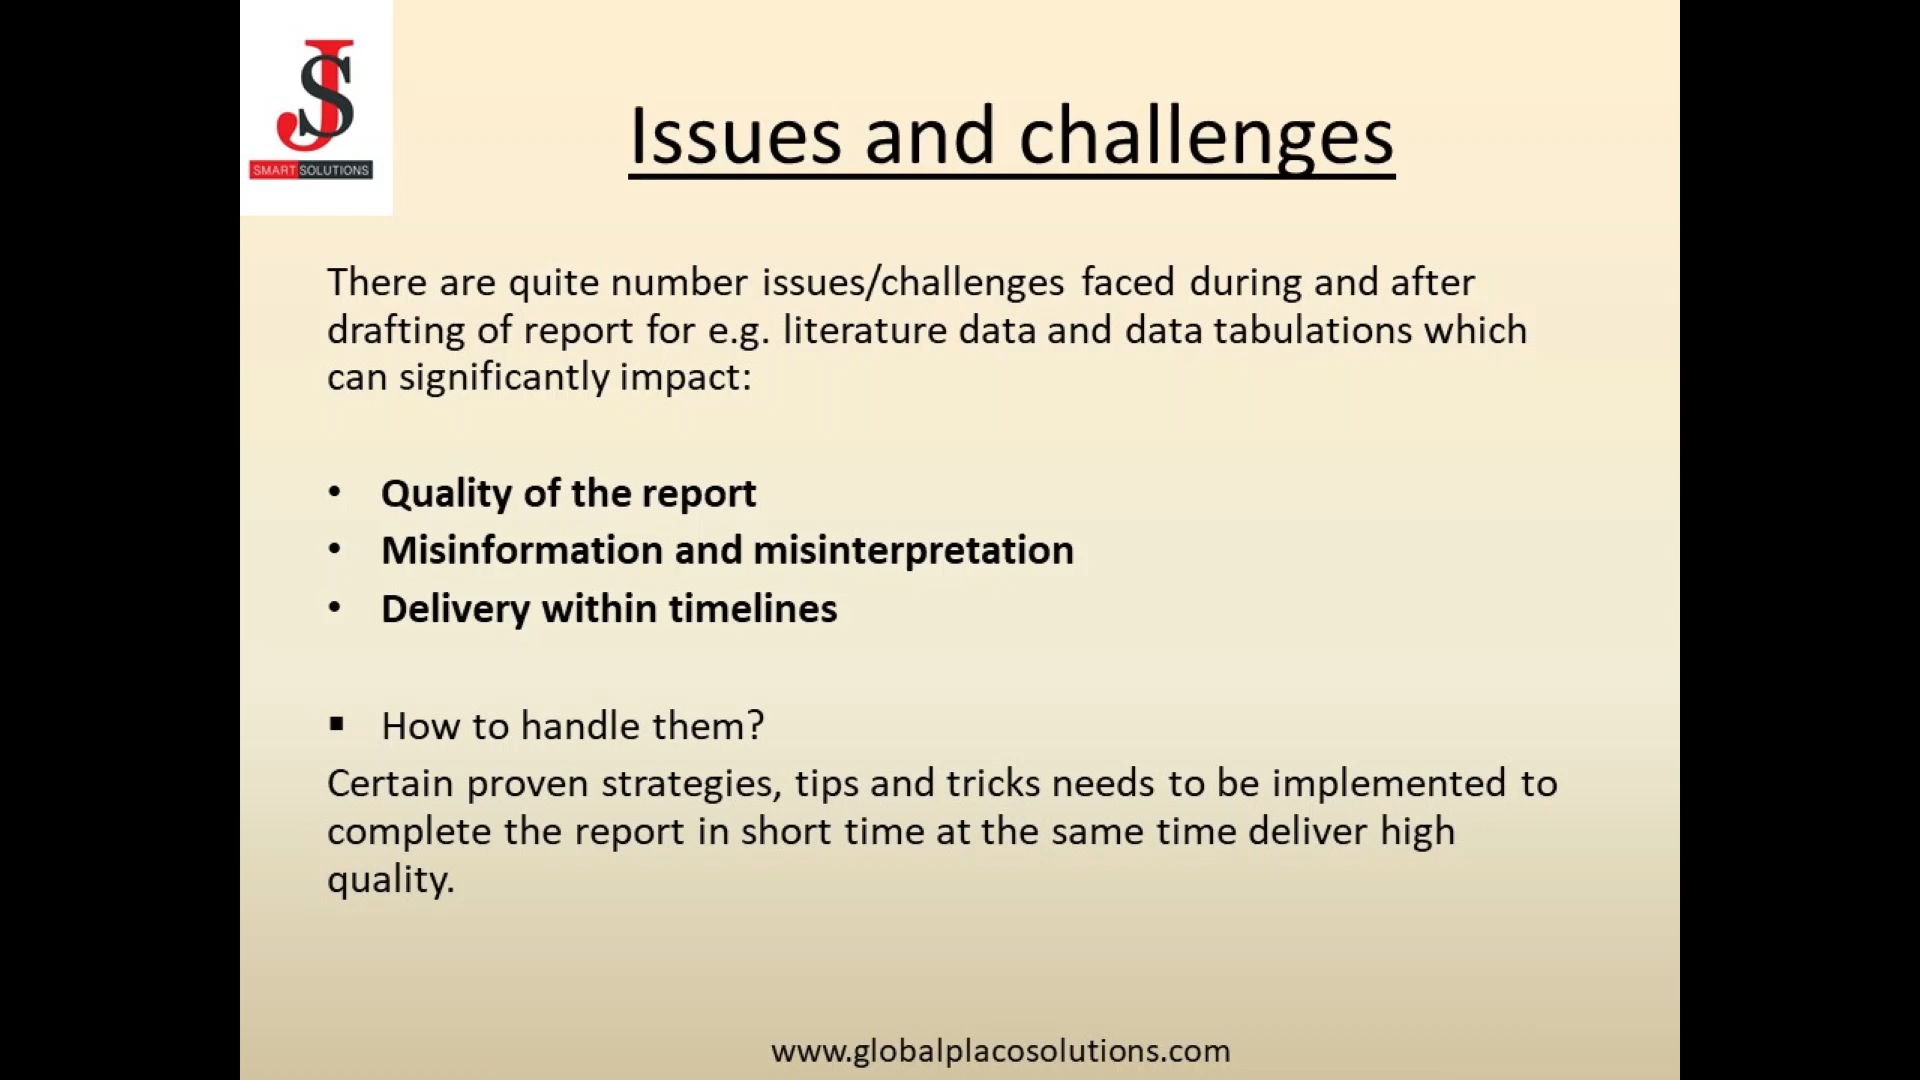 JS
SMART SOLUTIONS
Issues and challenges
There are quite number issues/challenges faced during and after
drafting of report for e.g. literature data and data tabulations which
can significantly impact:
• Quality of the report
• Misinformation and misinterpretation
• Delivery within timelines
▪ How to handle them?
Certain proven strategies, tips and tricks needs to be implemented to
complete the report in short time at the same time deliver high
quality.
www.globalplacosolutions.com